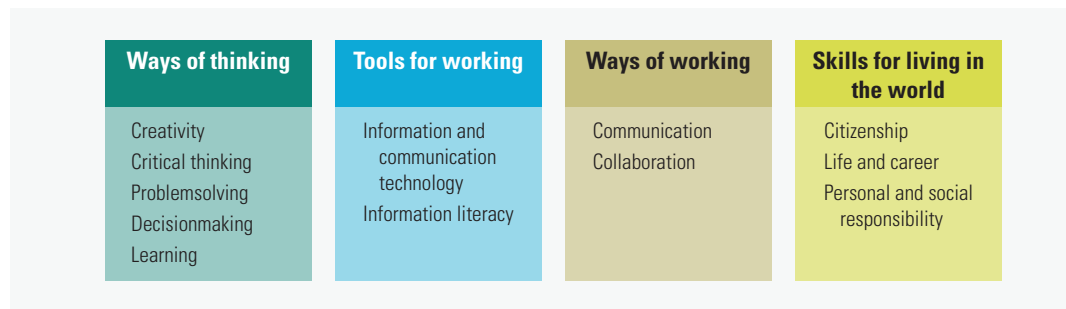 Ways of thinking
Creativity
Critical thinking
Problemsolving
Decisionmaking
Learning
Tools for working
Information and
communication
technology
Information literacy
Ways of working
Communication
Collaboration
Skills for living in
the world
Citizenship
Life and career
Personal and social
responsibility